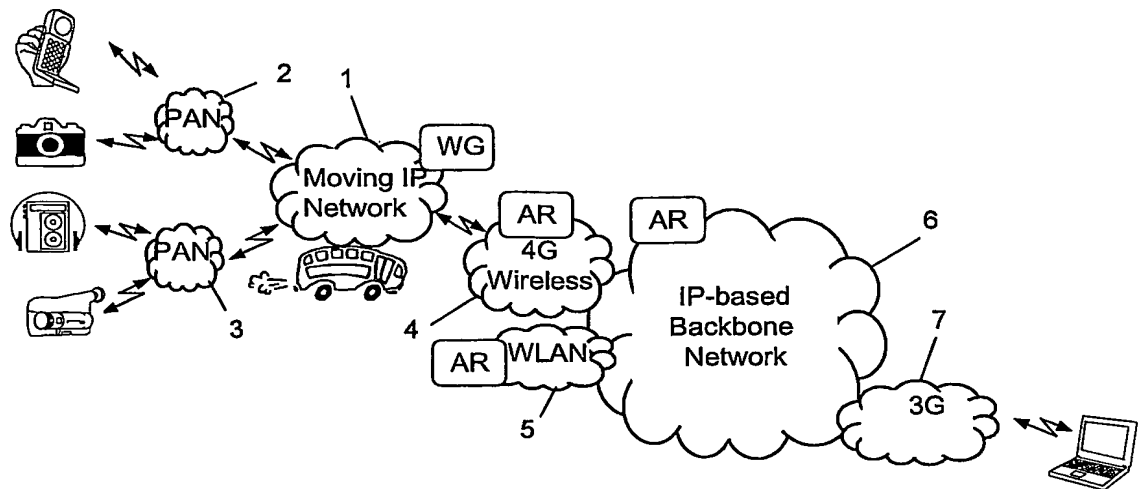 2
1
PAN
WG
Moving IP
Network
AR
AR
6
4G
Wireless
PAN
IP-based
Backbone
Network
3
4
7
AR
WLAN
3G
5